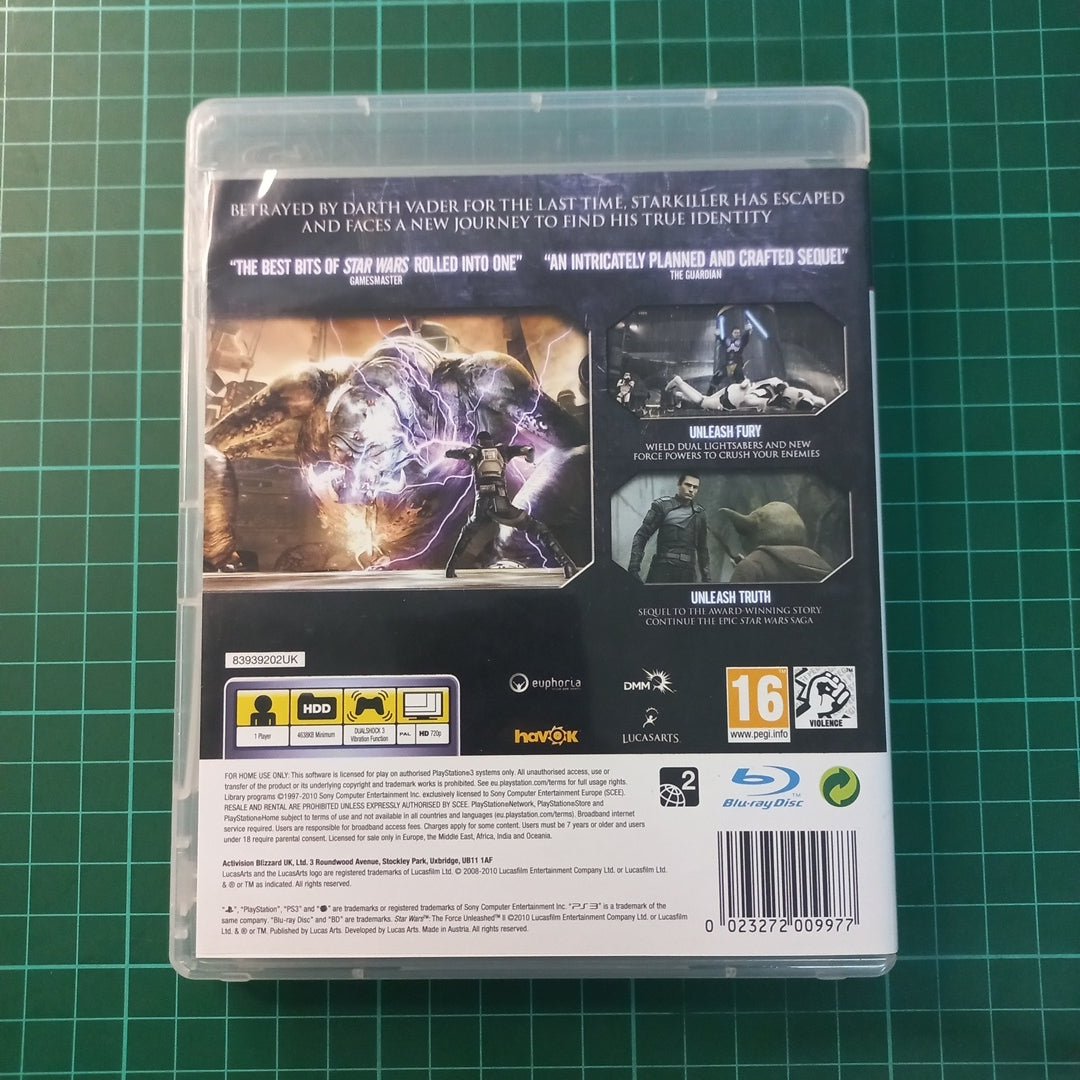 BETRAYED BY DARTH VADER FOR THE LAST TIME, STARKILLER HAS ESCAPED
AND FACES A NEW JOURNEY TO FIND HIS TRUE IDENTITY
“THE BEST BITS OF STAR WARS ROLLED INTO ONE”
GAMESMASTER
“AN INTRICATELY PLANNED AND CRAFTED SEQUEL”
THE GUARDIAN
UNLEASH FURY
WIELD DUAL LIGHTSABERS AND NEW
FORCE POWERS TO CRUSH YOUR ENEMIES
UNLEASH TRUTH
SEQUEL TO THE AWARD-WINNING STORY.
CONTINUE THE EPIC STAR WARS SAGA
83939202UK
1 Player
HDD
4638KB Minimum
DUALSHOCK 3
Vibration Function
PAL
HD 720p
euphoria
havok
DMM
LUCASARTS
16
www.pegi.info
VIOLENCE
FOR HOME USE ONLY: This software is licensed for play on authorised PlayStation®3 systems only. All unauthorised access, use or
transfer of the product or its underlying copyright and trademark works is prohibited. See eu.playstation.com/terms for full usage rights.
Library programs ©1997-2010 Sony Computer Entertainment Inc. exclusively licensed to Sony Computer Entertainment Europe (SCEE).
RESALE AND RENTAL ARE PROHIBITED UNLESS EXPRESSLY AUTHORISED BY SCEE. PlayStation®Network, PlayStation®Store and
PlayStation®Home subject to terms of use and not available in all countries and languages (eu.playstation.com/terms). Broadband internet
service required. Users are responsible for broadband access fees. Charges apply for some content. Users must be 7 years or older and users
under 18 require parental consent. Licensed for sale only in Europe, the Middle East, Africa, India and Oceania.
2
Blu-ray Disc™
Activision Blizzard UK, Ltd. 3 Roundwood Avenue, Stockley Park, Uxbridge, UB11 1AF
LucasArts and the LucasArts logo are registered trademarks of Lucasfilm Ltd. © 2008-2010 Lucasfilm Entertainment Company Ltd. or Lucasfilm Ltd.
& ® or TM as indicated. All rights reserved.
“ ”, “PlayStation”, “PS3” and “ ” are trademarks or registered trademarks of Sony Computer Entertainment Inc. “PS3” is a trademark of the
same company. “Blu-ray Disc” and “BD” are trademarks. Star Wars™: The Force Unleashed™ II ©2010 Lucasfilm Entertainment Company Ltd. or Lucasfilm
Ltd. & ® or TM. Published by Lucas Arts. Developed by Lucas Arts. Made in Austria. All rights reserved.
0 023272 009977